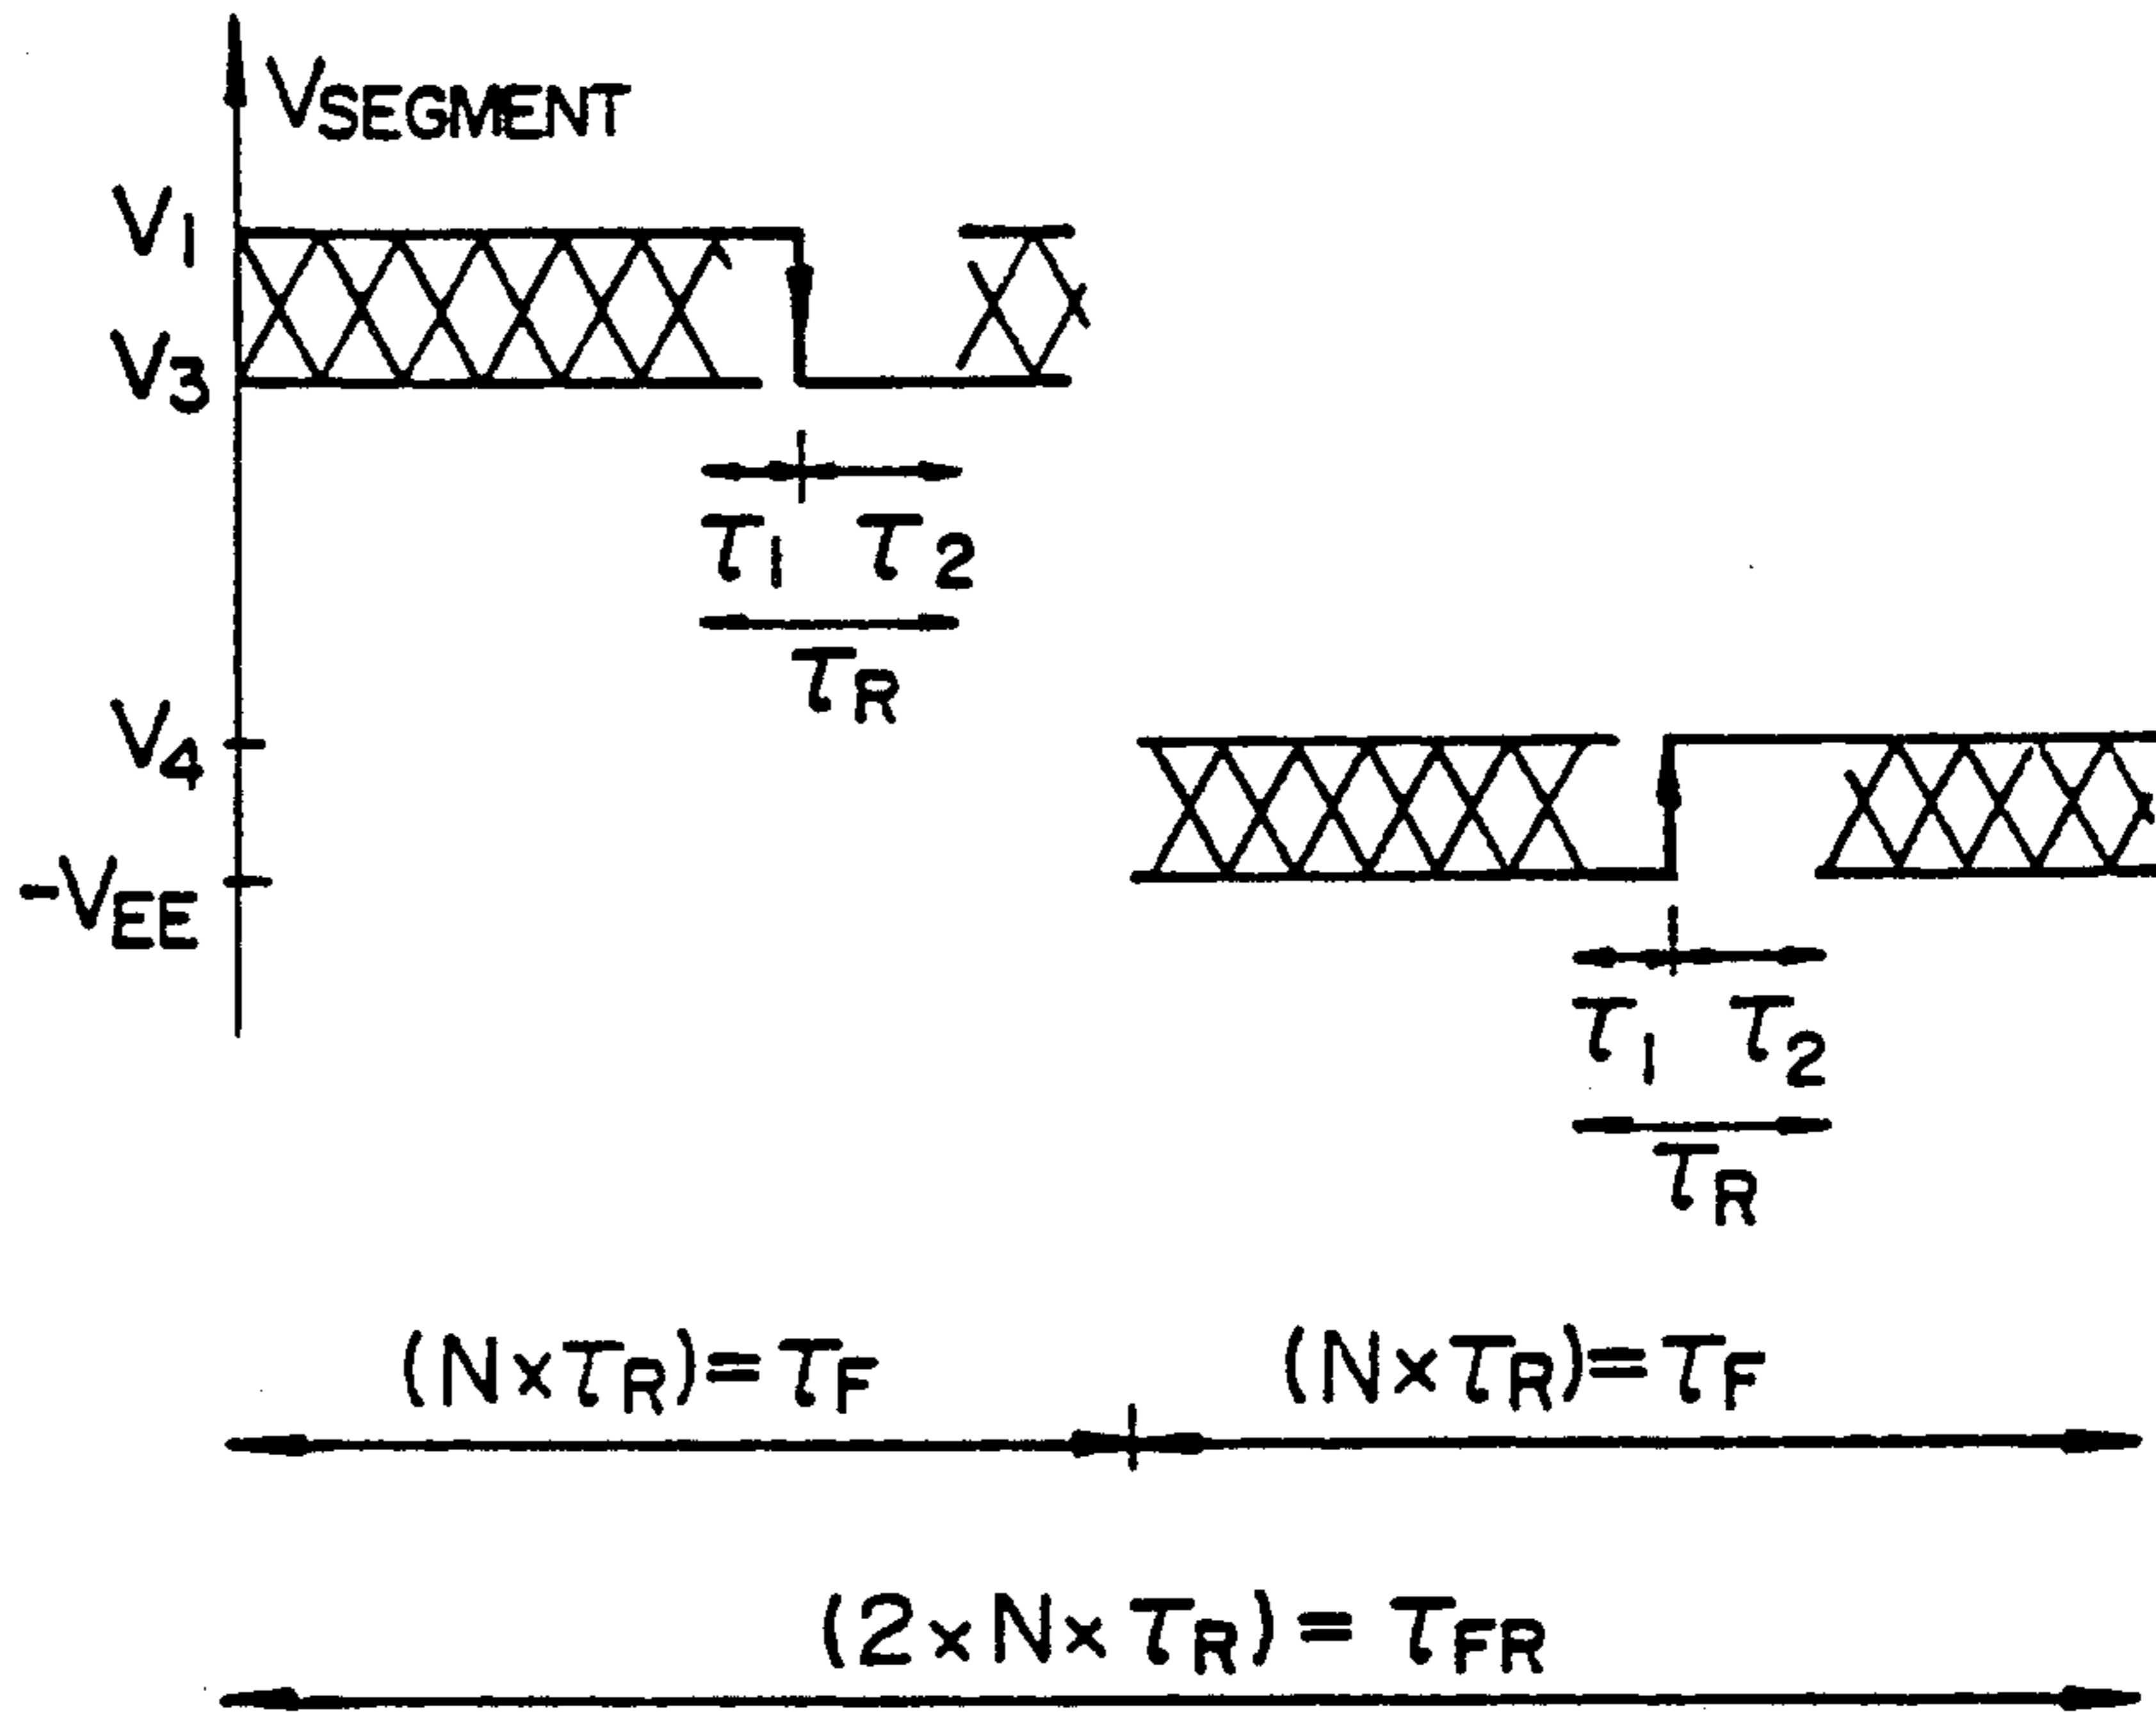 VSEGMENT
V1
V3
τ1 τ2
τR
V4
-VEE
τ1 τ2
τR
(N×τR)=τF (N×τR)=τF
(2×N×τR)=τFR